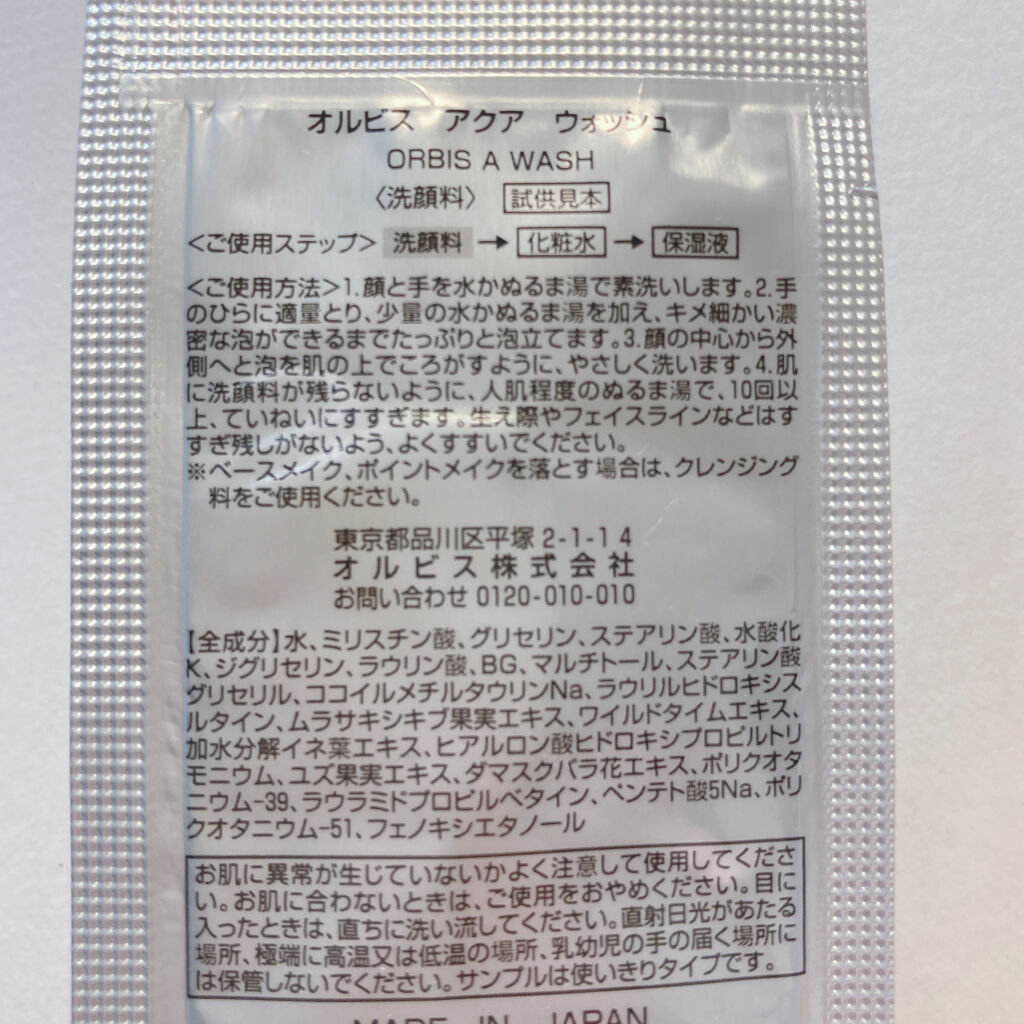 オルビス アクア ウォッシュ
ORBIS A WASH
〈洗顔料〉 試供見本
<ご使用ステップ> 洗顔料 → 化粧水 → 保湿液
<ご使用方法>1.顔と手を水かぬるま湯で素洗いします。2.手
のひらに適量とり、少量の水かぬるま湯を加え、キメ細かい濃
密な泡ができるまでたっぷりと泡立てます。3.顔の中心から外
側へと泡を肌の上でころがすように、やさしく洗います。4.肌
に洗顔料が残らないように、人肌程度のぬるま湯で、10回以
上、ていねいにすすぎます。生え際やフェイスラインなどはす
すぎ残しがないよう、よくすすいでください。
※ベースメイク、ポイントメイクを落とす場合は、クレンジング
料をご使用ください。
東京都品川区平塚2-1-14
オルビス株式会社
お問い合わせ 0120-010-010
【全成分】水、ミリスチン酸、グリセリン、ステアリン酸、水酸化
K、ジグリセリン、ラウリン酸、BG、マルチトール、ステアリン酸
グリセリル、ココイルメチルタウリンNa、ラウリルヒドロキシス
ルタイン、ムラサキシキブ果実エキス、ワイルドタイムエキス、
加水分解イネ葉エキス、ヒアルロン酸ヒドロキシプロピルトリ
モニウム、ユズ果実エキス、ダマスクバラ花エキス、ポリクオタ
ニウム-39、ラウラミドプロピルベタイン、ペンテト酸5Na、ポリ
クオタニウム-51、フェノキシエタノール
お肌に異常が生じていないかよく注意して使用してくださ
い。お肌に合わないときは、ご使用をおやめください。目に
入ったときは、直ちに洗い流してください。直射日光があたる
場所、極端に高温又は低温の場所、乳幼児の手の届く場所に
は保管しないでください。サンプルは使いきりタイプです。
MADE IN JAPAN